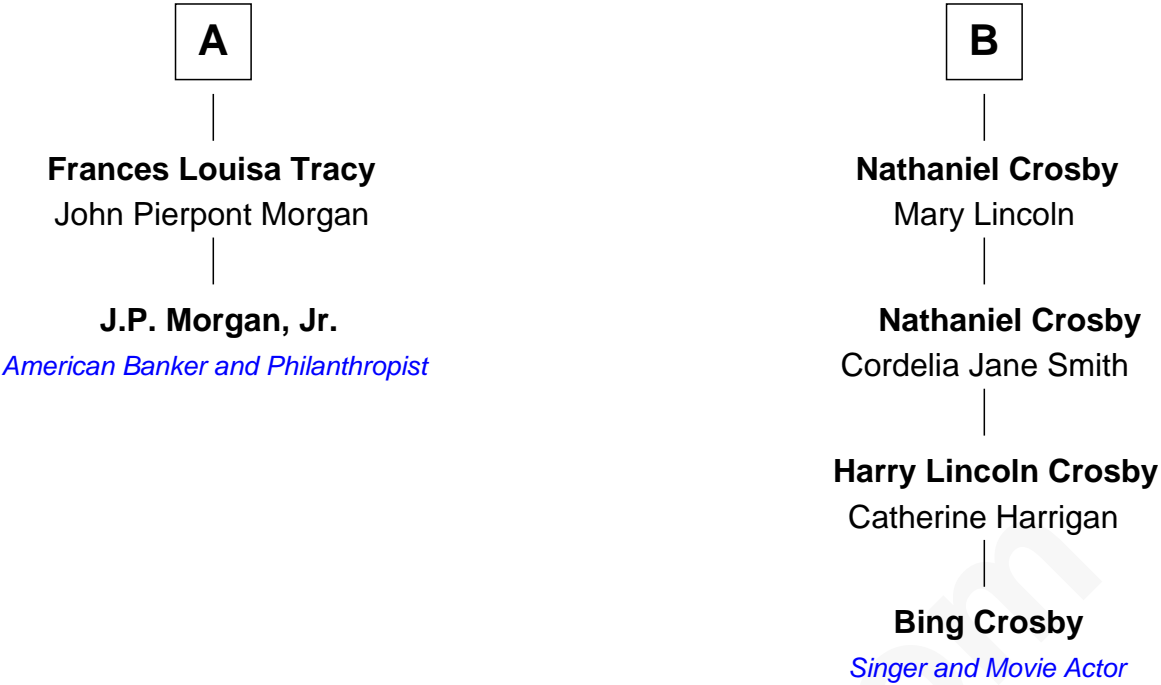 A
Frances Louisa Tracy
John Pierpont Morgan
J.P. Morgan, Jr.
American Banker and Philanthropist
B
Nathaniel Crosby
Mary Lincoln
Nathaniel Crosby
Cordelia Jane Smith
Harry Lincoln Crosby
Catherine Harrigan
Bing Crosby
Singer and Movie Actor